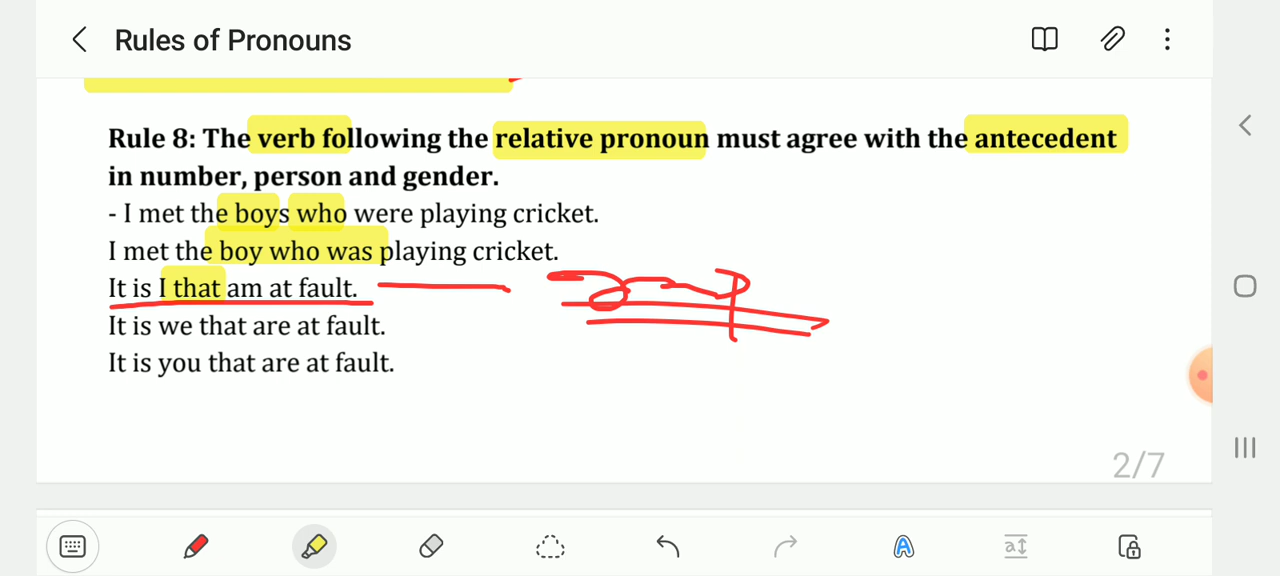 Rules of Pronouns
Rule 8: The verb following the relative pronoun must agree with the antecedent
in number, person and gender.
- I met the boys who were playing cricket.
I met the boy who was playing cricket.
It is I that am at fault.
It is we that are at fault.
It is you that are at fault.
2/7